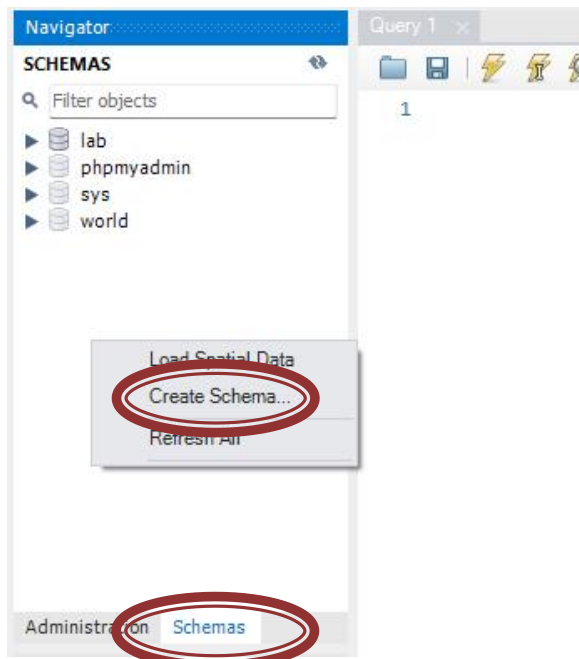 Navigator
SCHEMAS
Filter objects
lab
phpmyadmin
sys
world
Load Spatial Data
Create Schema...
Refresh All
Administration Schemas
Query 1
1